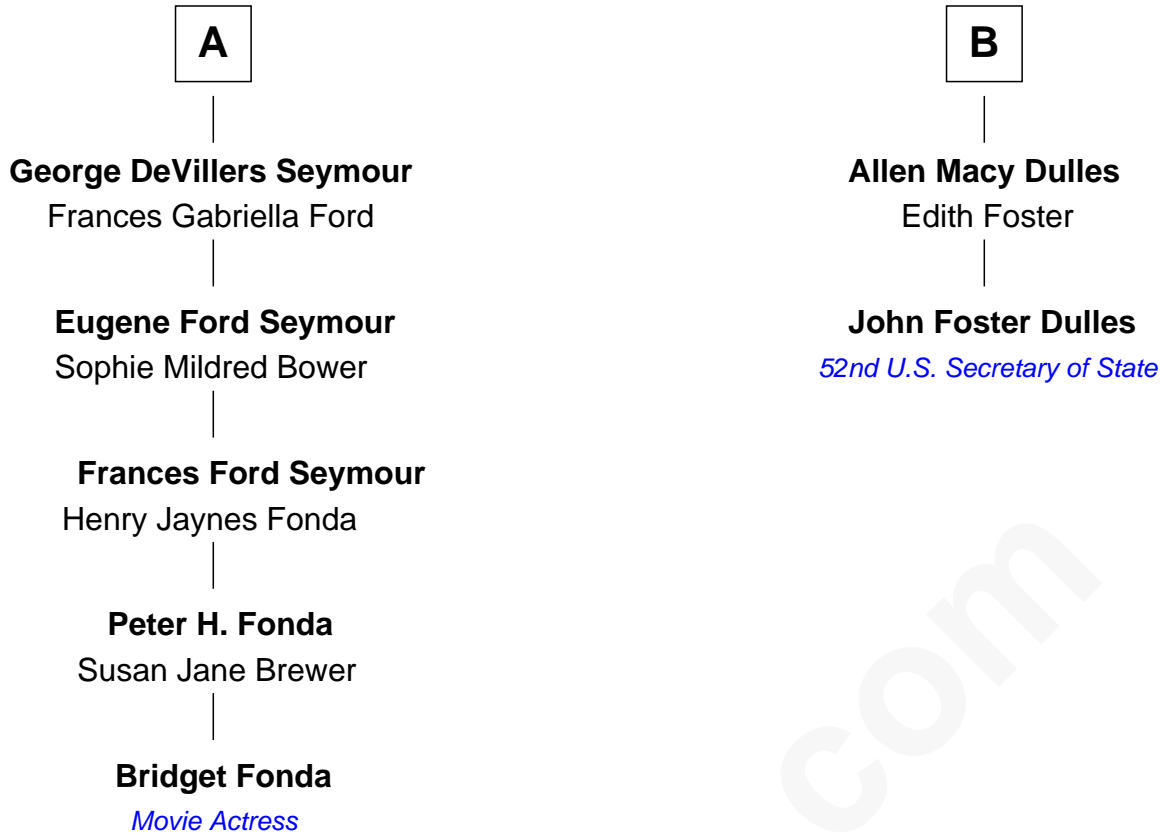 A
George DeVillers Seymour
Frances Gabriella Ford
Eugene Ford Seymour
Sophie Mildred Bower
Frances Ford Seymour
Henry Jaynes Fonda
Peter H. Fonda
Susan Jane Brewer
Bridget Fonda
Movie Actress
B
Allen Macy Dulles
Edith Foster
John Foster Dulles
52nd U.S. Secretary of State
com